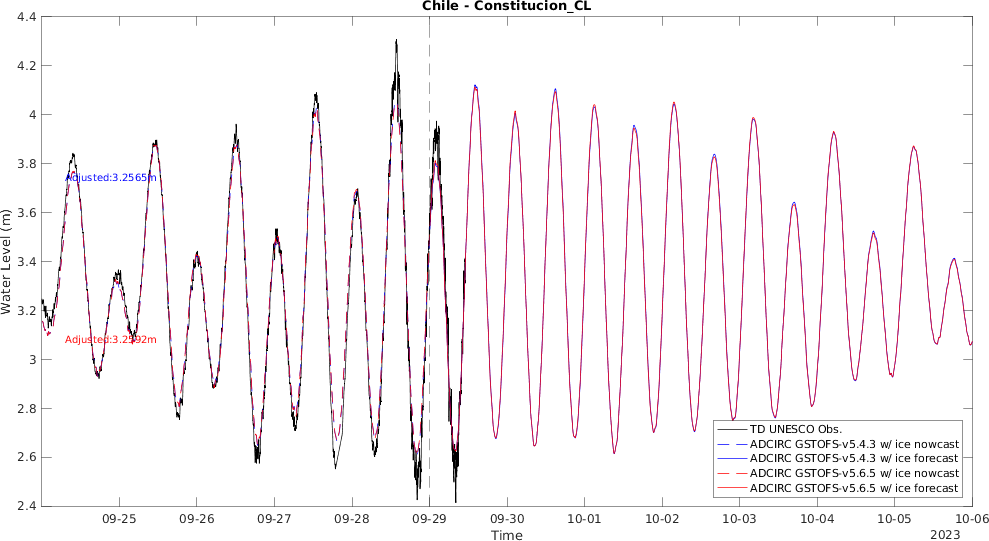 Chile - Constitucion_CL
4.4
4.2
4
3.8
3.6
3.4
3.2
3
2.8
2.6
2.4
Water Level (m)
Adjusted:3.2565m
Adjusted:3.2592m
TD UNESCO Obs.
ADCIRC GSTOFS-v5.4.3 w/ ice nowcast
ADCIRC GSTOFS-v5.4.3 w/ ice forecast
ADCIRC GSTOFS-v5.6.5 w/ ice nowcast
ADCIRC GSTOFS-v5.6.5 w/ ice forecast
09-25 09-26 09-27 09-28 09-29 09-30 10-01 10-02 10-03 10-04 10-05 10-06
Time
2023